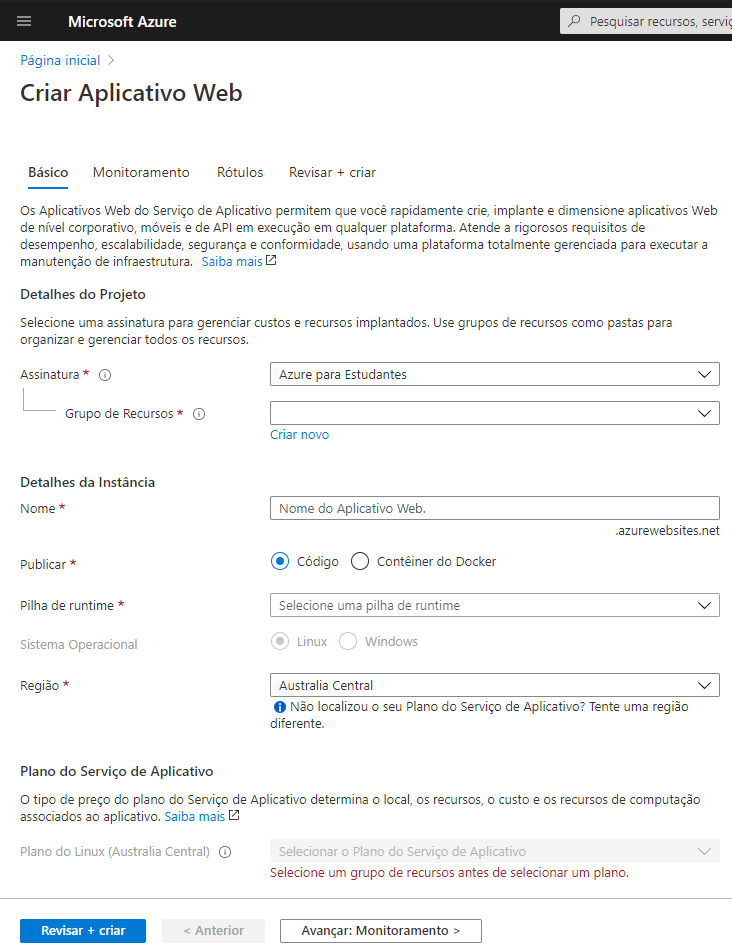 Microsoft Azure
Pesquisar recursos, serviç
Página inicial >
Criar Aplicativo Web
Básico Monitoramento Rótulos Revisar + criar
Os Aplicativos Web do Serviço de Aplicativo permitem que você rapidamente crie, implante e dimensione aplicativos Web
de nível corporativo, móveis e de API em execução em qualquer plataforma. Atende a rigorosos requisitos de
desempenho, escalabilidade, segurança e conformidade, usando uma plataforma totalmente gerenciada para executar a
manutenção de infraestrutura. Saiba mais
Detalhes do Projeto
Selecione uma assinatura para gerenciar custos e recursos implantados. Use grupos de recursos como pastas para
organizar e gerenciar todos os recursos.
Assinatura *
Azure para Estudantes
Grupo de Recursos *
Criar novo
Detalhes da Instância
Nome *
Nome do Aplicativo Web.
.azurewebsites.net
Publicar *
Código Contêiner do Docker
Pilha de runtime *
Selecione uma pilha de runtime
Sistema Operacional
Linux Windows
Região *
Australia Central
Não localizou o seu Plano do Serviço de Aplicativo? Tente uma região
diferente.
Plano do Serviço de Aplicativo
O tipo de preço do plano do Serviço de Aplicativo determina o local, os recursos, o custo e os recursos de computação
associados ao aplicativo. Saiba mais
Plano do Linux (Australia Central)
Selecionar o Plano do Serviço de Aplicativo
Selecione um grupo de recursos antes de selecionar um plano.
Revisar + criar < Anterior Avançar: Monitoramento >